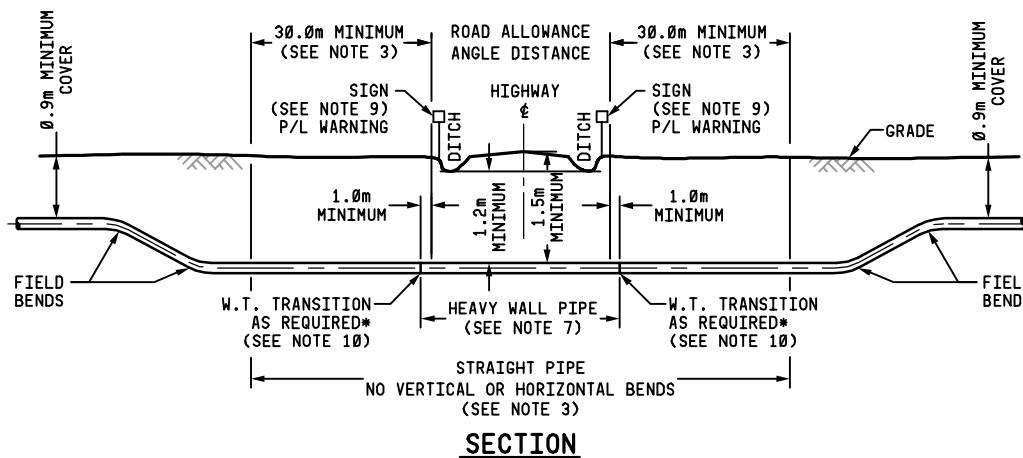 30.0m MINIMUM
(SEE NOTE 3)
ROAD ALLOWANCE
ANGLE DISTANCE
30.0m MINIMUM
(SEE NOTE 3)
0.9m MINIMUM
COVER
0.9m MINIMUM
COVER
SIGN
(SEE NOTE 9)
P/L WARNING
DITCH
HIGHWAY
℄
DITCH
SIGN
(SEE NOTE 9)
P/L WARNING
GRADE
1.0m
MINIMUM
1.2m
MINIMUM
1.5m
MINIMUM
1.0m
MINIMUM
FIELD
BENDS
W.T. TRANSITION
AS REQUIRED*
(SEE NOTE 10)
HEAVY WALL PIPE
(SEE NOTE 7)
W.T. TRANSITION
AS REQUIRED*
(SEE NOTE 10)
FIEL
BEND
STRAIGHT PIPE
NO VERTICAL OR HORIZONTAL BENDS
(SEE NOTE 3)
SECTION